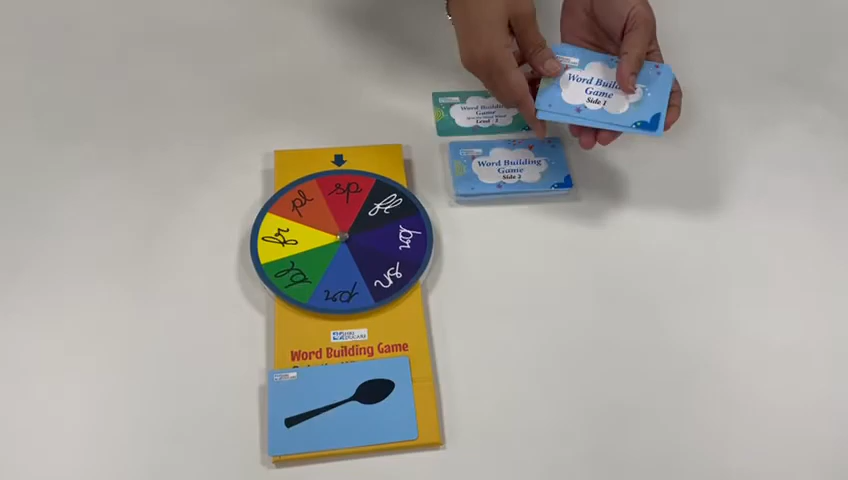 Word Building
Game
Side 1
Word Building
Game
Level - 1
Word Building
Game
Side 2
sp
fl
br
sn
pr
bl
fr
pl
Word Building Game